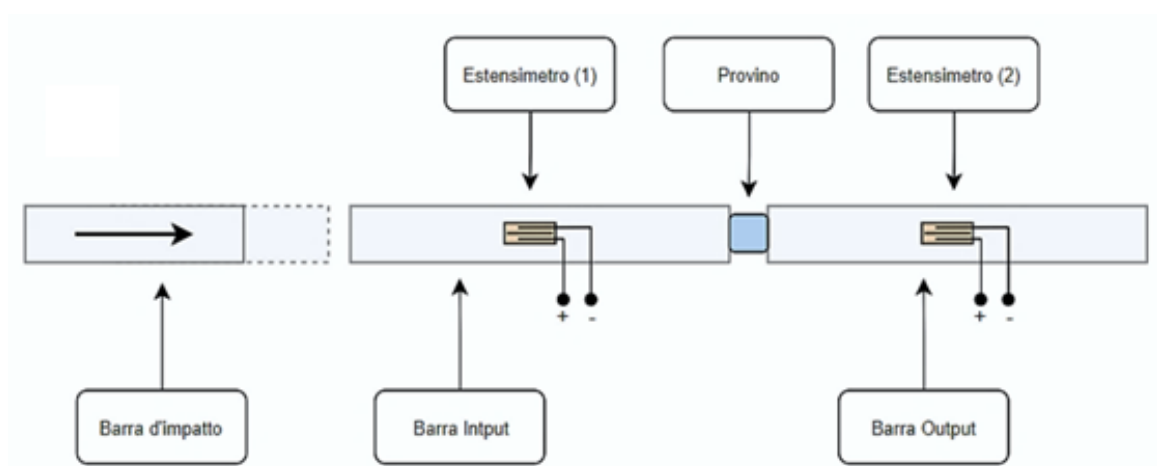 Estensimetro (1)
Provino
Estensimetro (2)
+ -
+ -
Barra d'impatto
Barra Intput
Barra Output